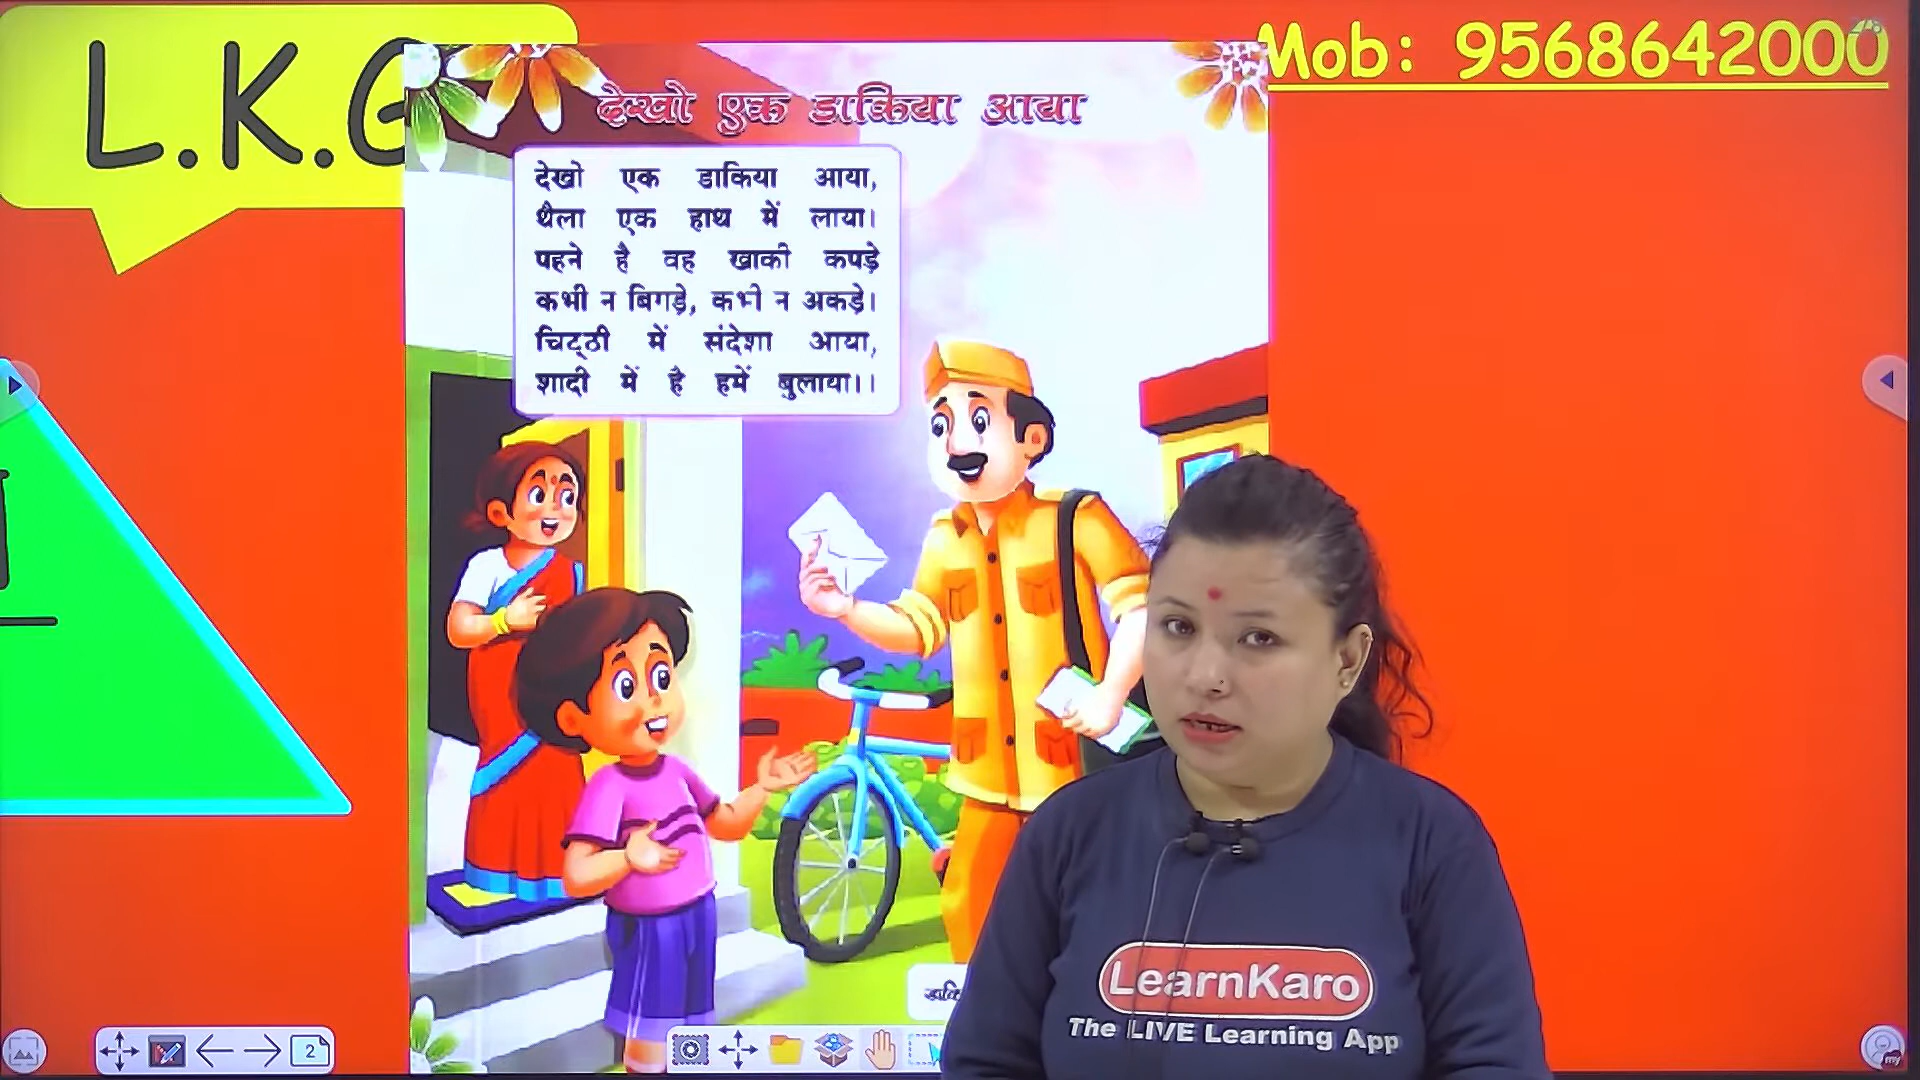 L.K.G
Mob: 9568642000
देखो एक डाकिया आया
देखो एक डाकिया आया,
थैला एक हाथ में लाया।
पहने है वह खाकी कपड़े
कभी न बिगड़े, कभी न अकड़े।
चिट्ठी में संदेशा आया,
शादी में है हमें बुलाया।।
LearnKaro
The LIVE Learning App
2